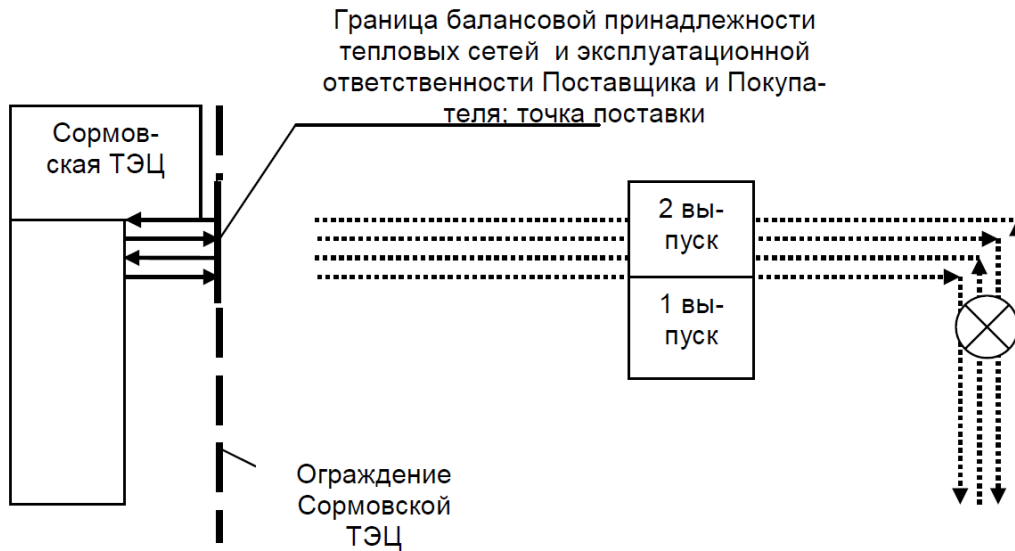 Граница балансовой принадлежности
тепловых сетей и эксплуатационной
ответственности Поставщика и Покупа-
теля; точка поставки
Сормов-
ская ТЭЦ
2 вы-
пуск
1 вы-
пуск
Ограждение
Сормовской
ТЭЦ